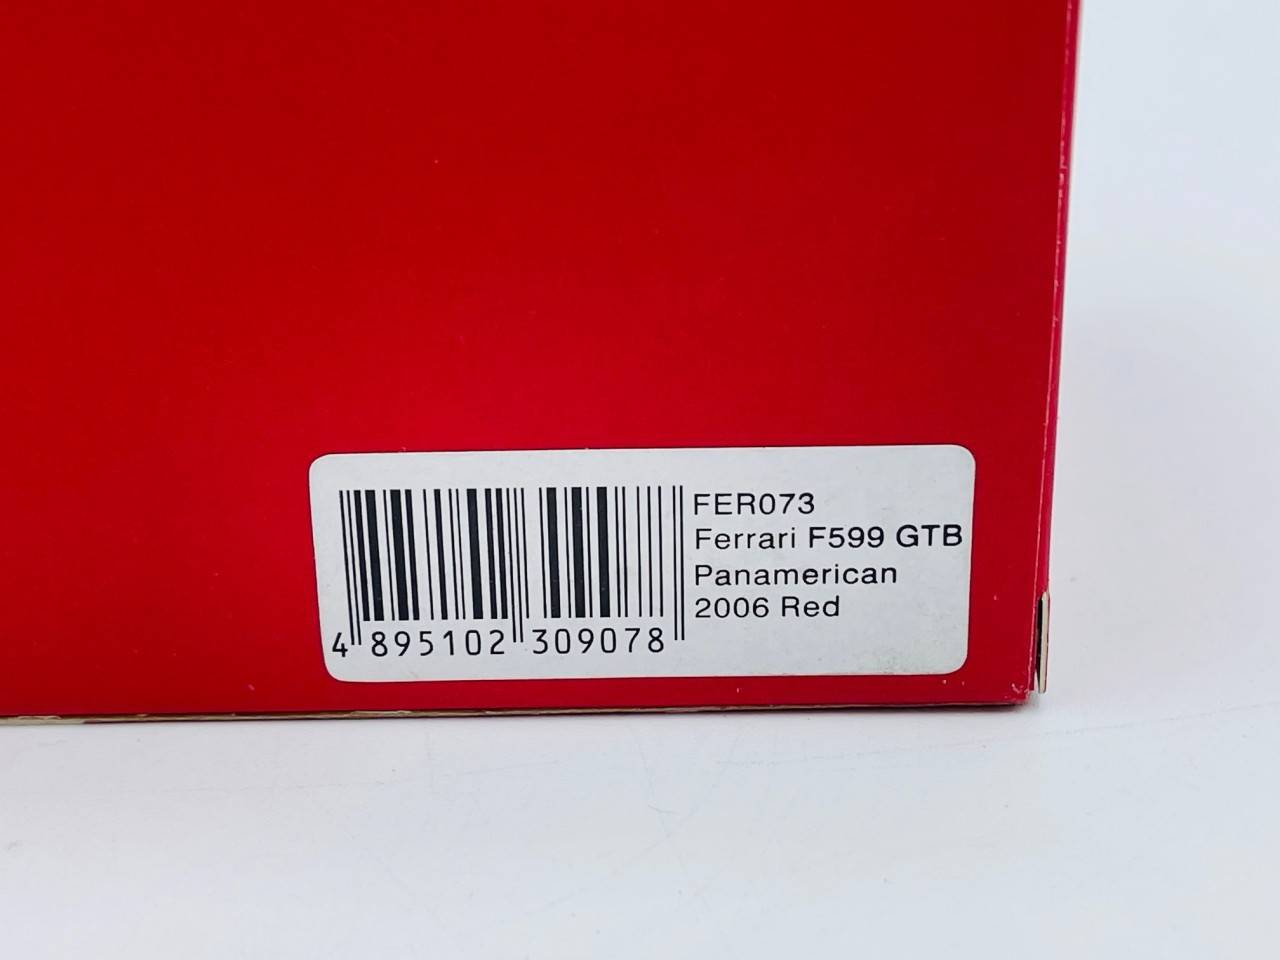 FER073
Ferrari F599 GTB
Panamerican
2006 Red
4 895102 309078